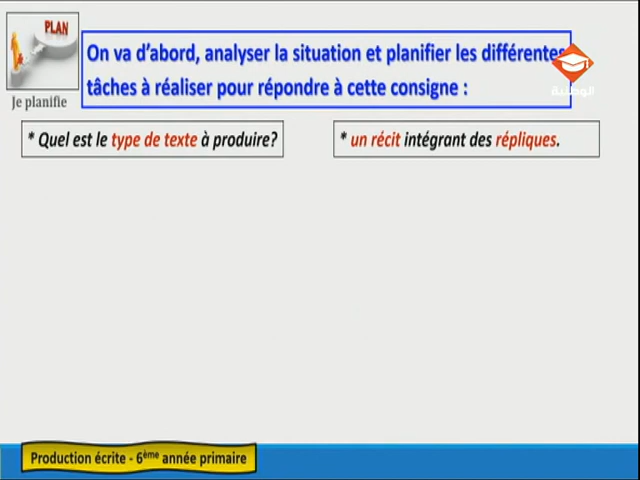 PLAN
Je planifie
On va d'abord, analyser la situation et planifier les différentes
tâches à réaliser pour répondre à cette consigne :
الوطنية
* Quel est le type de texte à produire?
* un récit intégrant des répliques.
Production écrite - 6ème année primaire